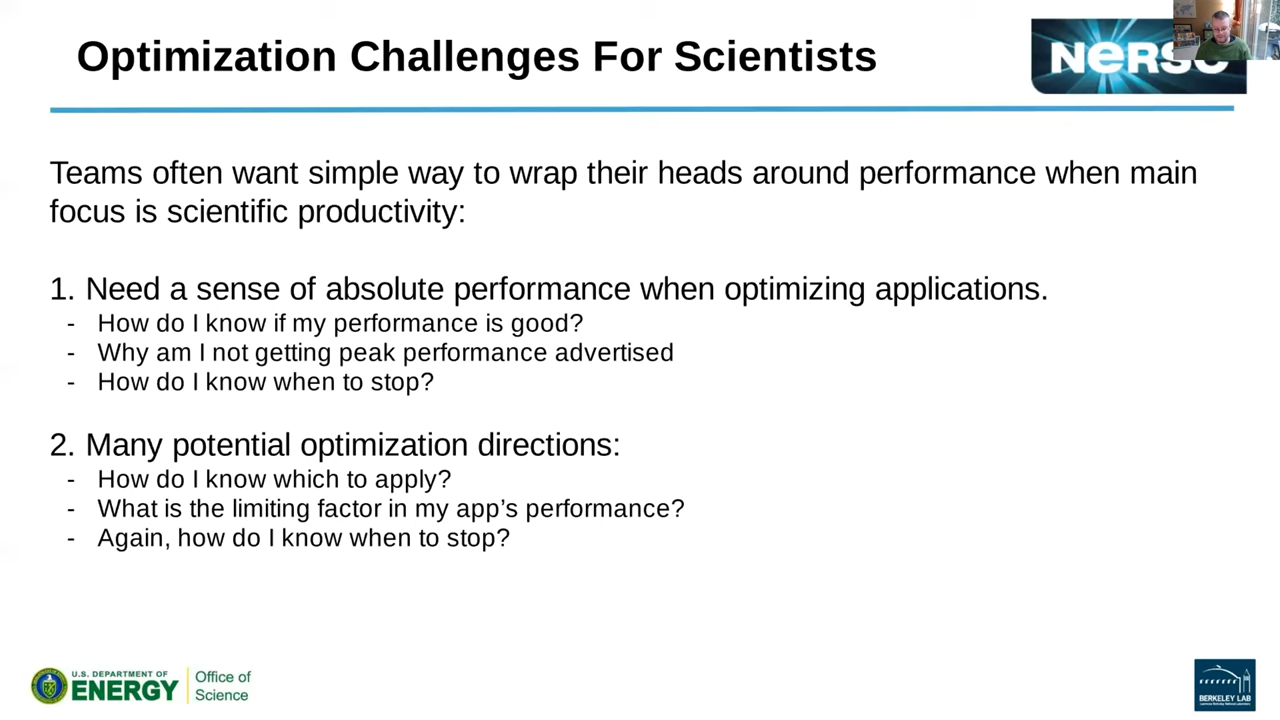 Optimization Challenges For Scientists
NERSC
Teams often want simple way to wrap their heads around performance when main
focus is scientific productivity:
1. Need a sense of absolute performance when optimizing applications.
- How do I know if my performance is good?
- Why am I not getting peak performance advertised
- How do I know when to stop?
2. Many potential optimization directions:
- How do I know which to apply?
- What is the limiting factor in my app's performance?
- Again, how do I know when to stop?
U.S. DEPARTMENT OF
ENERGY
Office of
Science
BERKELEY LAB
Lawrence Berkeley National Laboratory